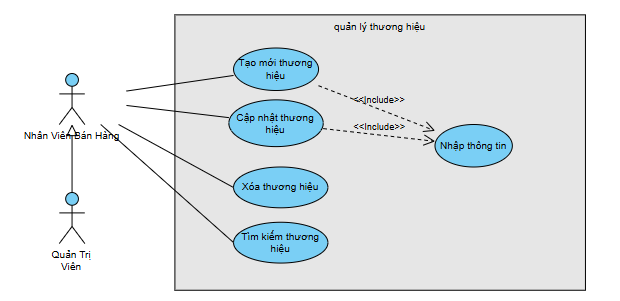 quản lý thương hiệu
Tạo mới thương
hiệu
<<Include>>
Cập nhật thương
hiệu
<<Include>>
Nhập thông tin
Nhân Viên Bán Hàng
Xóa thương hiệu
Tìm kiếm thương
hiệu
Quản Trị
Viên